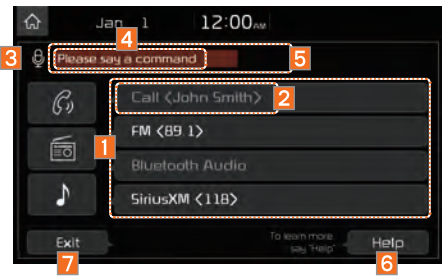 Jan 1 12:00AM
4
3 Please say a command 5
Call <John Smith> 2
FM <89.1>
1
Bluetooth Audio
SiriusXM <118>
To learn more,
say "Help"
Exit Help
7 6